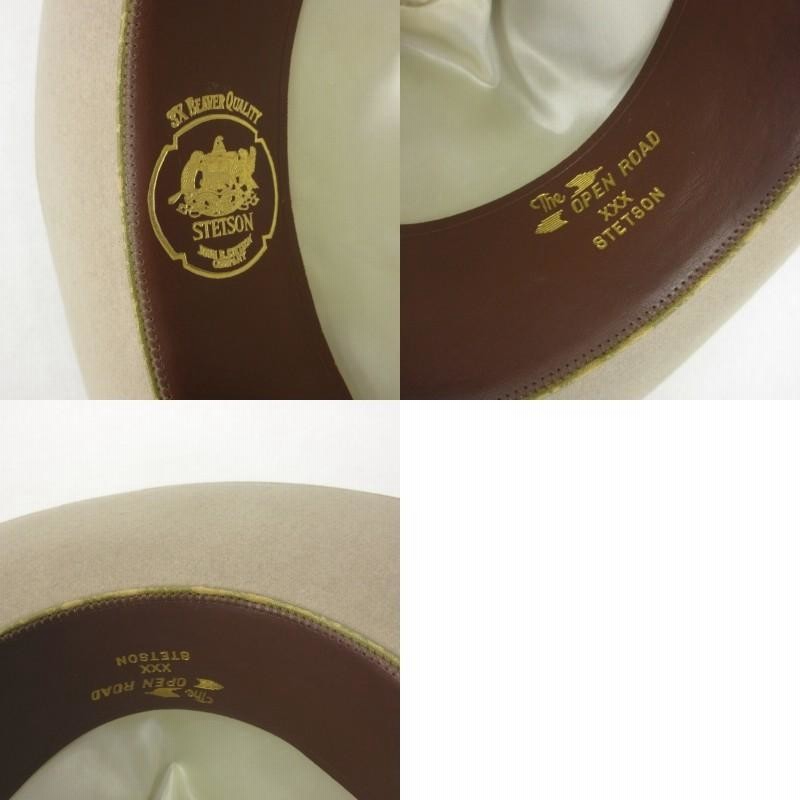 3X BEAVER QUALITY
STETSON
JOHN B. STETSON
COMPANY
The
OPEN ROAD
XXX
STETSON
The
OPEN ROAD
XXX
STETSON